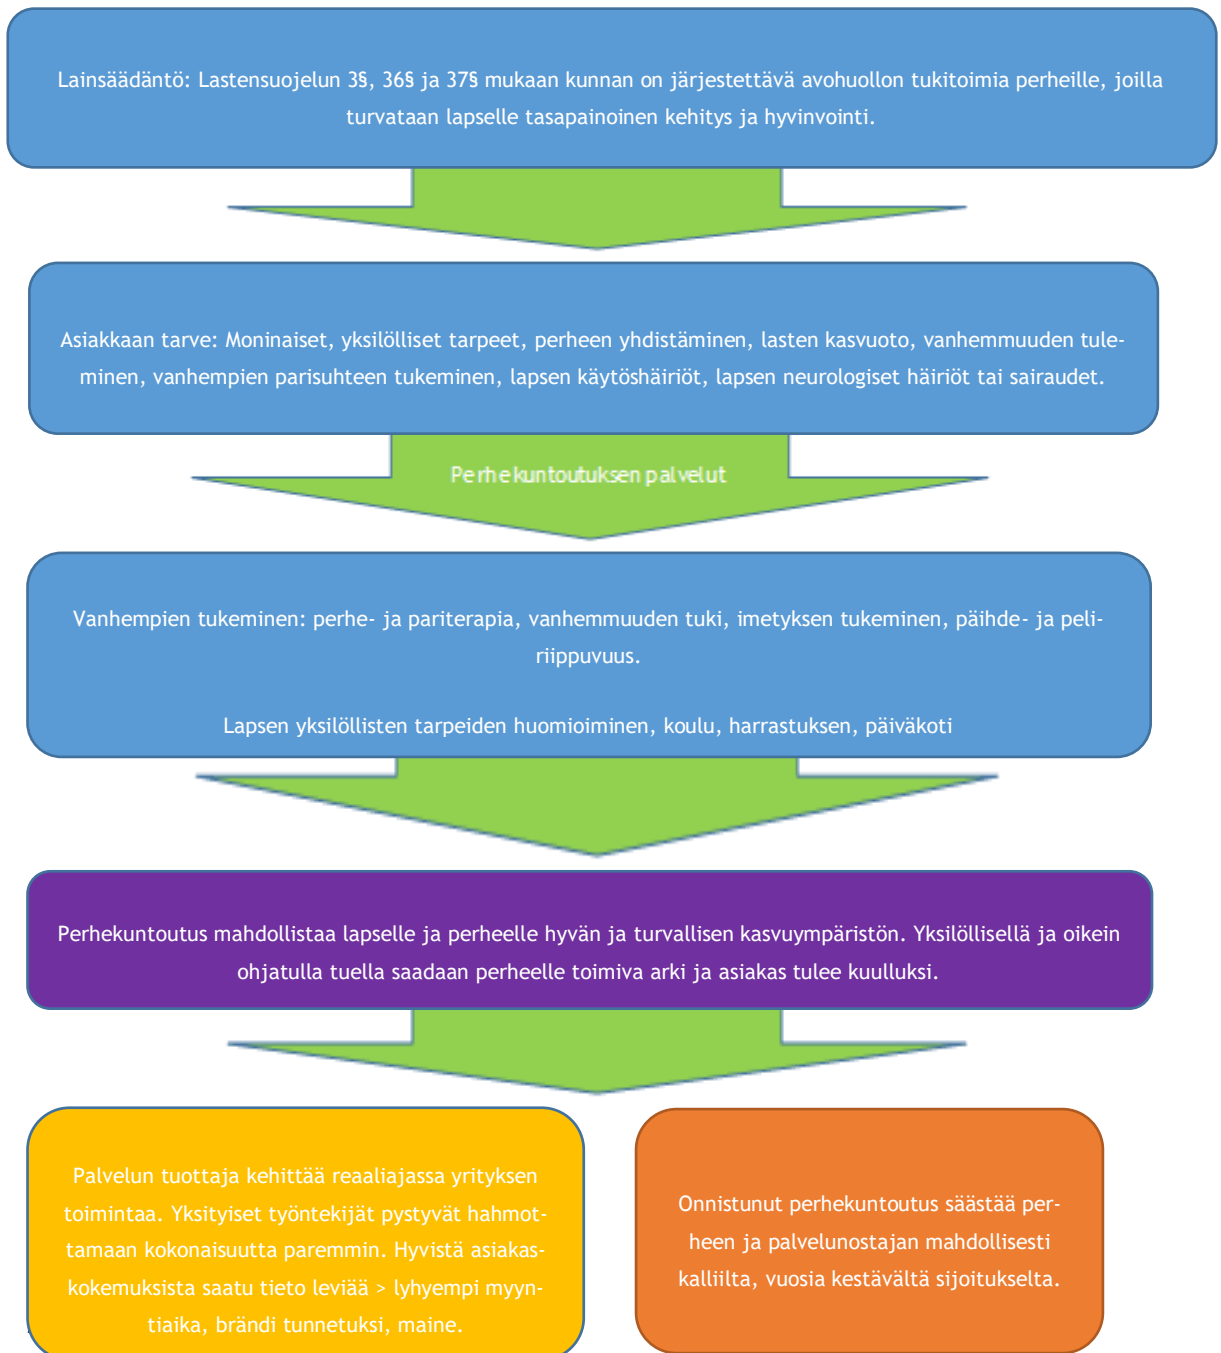 Lainsäädäntö: Lastensuojelun 3§, 36§ ja 37§ mukaan kunnan on järjestettävä avohuollon tukitoimia perheille, joilla
turvataan lapselle tasapainoinen kehitys ja hyvinvointi.
Asiakkaan tarve: Moninaiset, yksilölliset tarpeet, perheen yhdistäminen, lasten kasvuoto, vanhemmuuden tule-
minen, vanhempien parisuhteen tukeminen, lapsen käytöshäiriöt, lapsen neurologiset häiriöt tai sairaudet.
Perhekuntoutuksen palvelut
Vanhempien tukeminen: perhe- ja pariterapia, vanhemmuuden tuki, imetyksen tukeminen, päihde- ja peli-
riippuvuus.
Lapsen yksilöllisten tarpeiden huomioiminen, koulu, harrastuksen, päiväkoti
Perhekuntoutus mahdollistaa lapselle ja perheelle hyvän ja turvallisen kasvuympäristön. Yksilöllisellä ja oikein
ohjatulla tuella saadaan perheelle toimiva arki ja asiakas tulee kuulluksi.
Palvelun tuottaja kehittää reaaliajassa yrityksen
toimintaa. Yksityiset työntekijät pystyvät hahmot-
tamaan kokonaisuutta paremmin. Hyvistä asiakas-
kokemuksista saatu tieto leviää > lyhyempi myyn-
tiaika, brändi tunnetuksi, maine.
Onnistunut perhekuntoutus säästää per-
heen ja palvelunostajan mahdollisesti
kalliilta, vuosia kestävältä sijoitukselta.